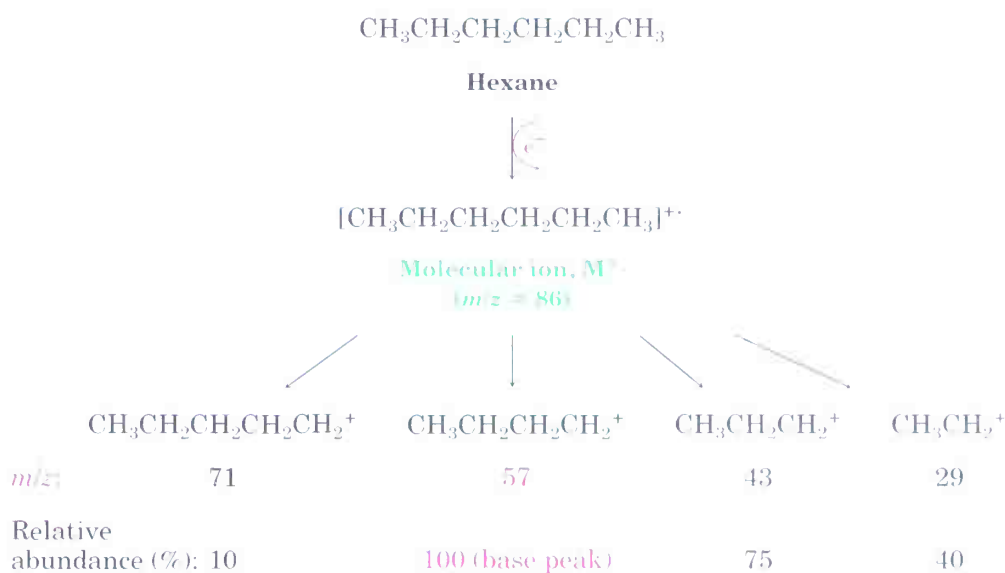 CH₃CH₂CH₂CH₂CH₂CH₃
Hexane
e⁻
[CH₃CH₂CH₂CH₂CH₂CH₃]⁺·
Molecular ion, M⁺·
(m/z = 86)
CH₃CH₂CH₂CH₂CH₂⁺ CH₃CH₂CH₂CH₂⁺ CH₃CH₂CH₂⁺ CH₃CH₂⁺
m/z: 71 57 43 29
Relative
abundance (%): 10 100 (base peak) 75 40